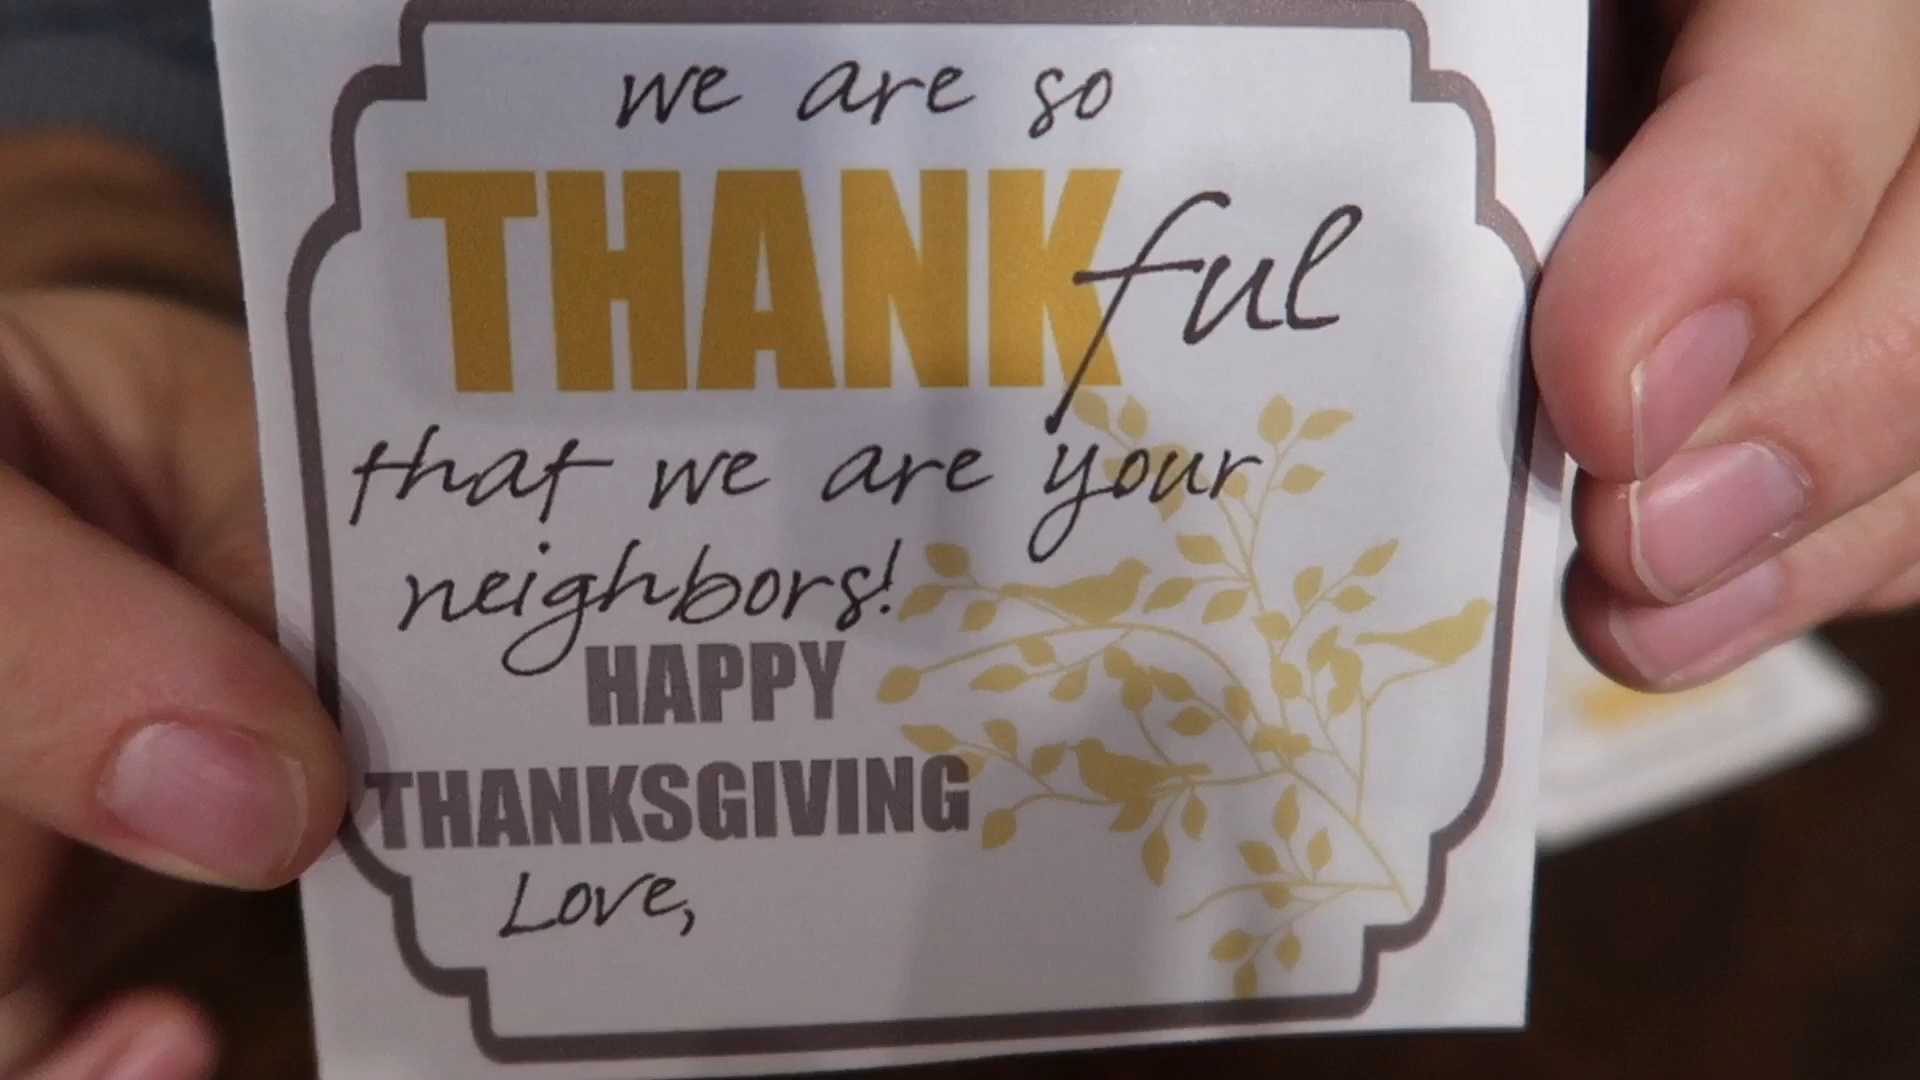 we are so
THANKful
that we are your
neighbors!
HAPPY
THANKSGIVING
Love,